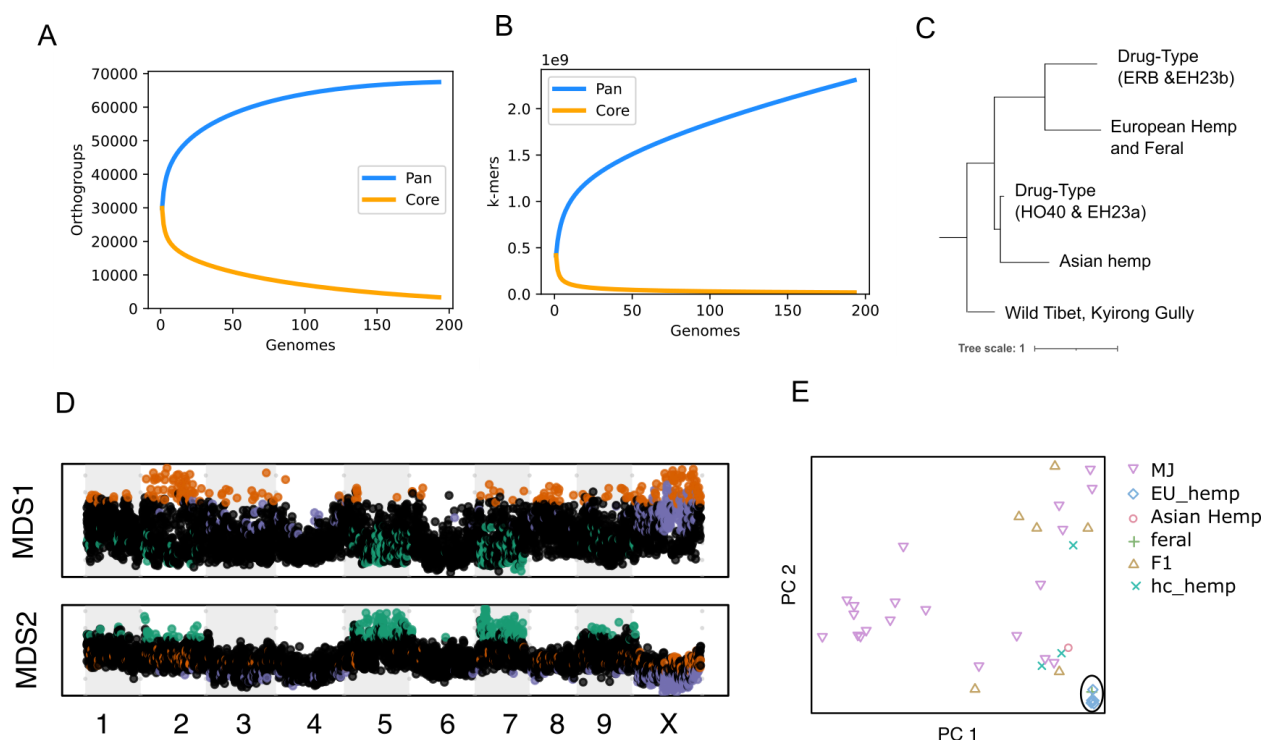 A
70000
60000
50000
40000
30000
20000
10000
0
Orthogroups
Pan
Core
0 50 100 150 200
Genomes
B
1e9
2.0
1.5
1.0
0.5
0.0
k-mers
Pan
Core
0 50 100 150 200
Genomes
C
Drug-Type
(ERB &EH23b)
European Hemp
and Feral
Drug-Type
(HO40 & EH23a)
Asian hemp
Wild Tibet, Kyirong Gully
Tree scale: 1
D
MDS1
MDS2
1 2 3 4 5 6 7 8 9 X
E
PC 2
PC 1
MJ
EU_hemp
Asian Hemp
feral
F1
hc_hemp